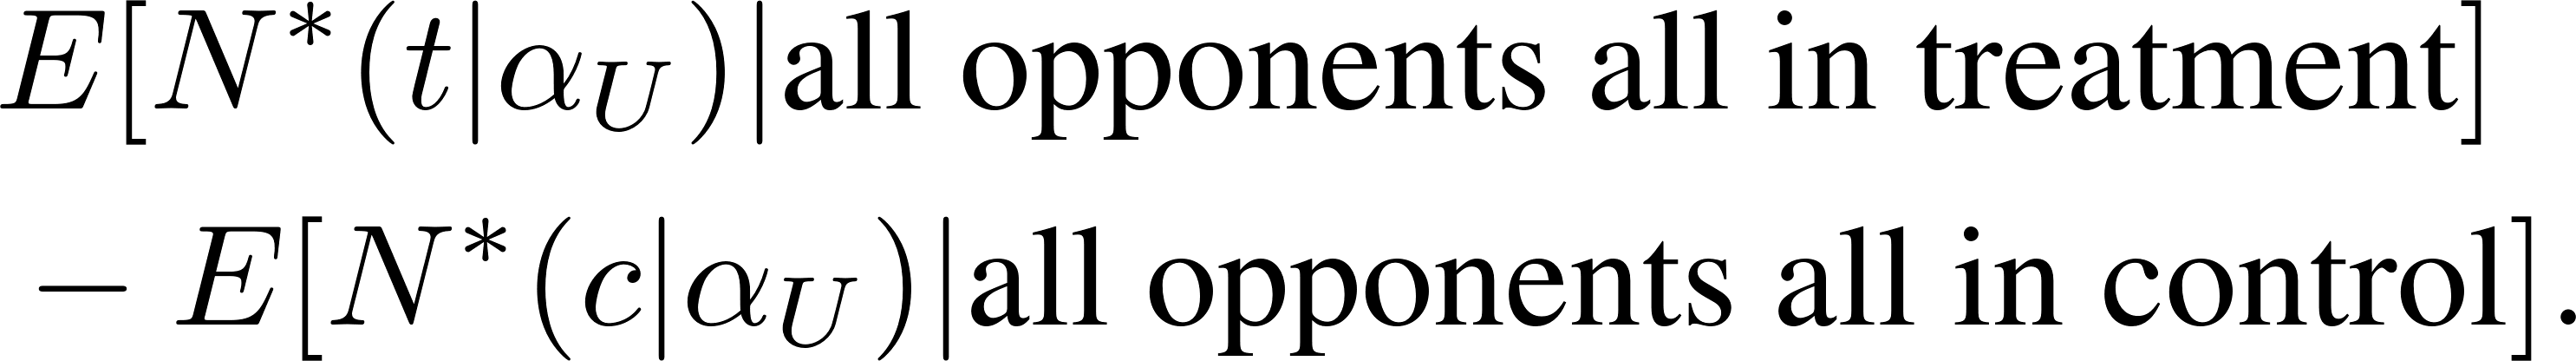 E[N*(t|α_U)|all opponents all in treatment]
− E[N*(c|α_U)|all opponents all in control].